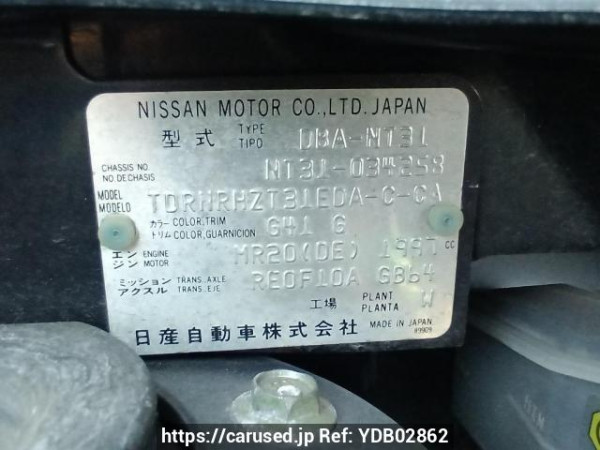 NISSAN MOTOR CO.,LTD. JAPAN
型式 TYPE TIPO DBA-NT31
CHASSIS NO. NO DECHASIS NT31-034258
MODEL MODELO TDRNRHZT31EDA-C-CA
カラー COLOR,TRIM トリム COLOR,GUARNICION G41 G
エンジン ENGINE MOTOR MR20(DE) 1997 cc
ミッション アクスル TRANS. AXLE TRANS. EJE RE0F10A GB64
工場 PLANT PLANTA W
日産自動車株式会社 MADE IN JAPAN
49909
https://carused.jp Ref: YDB02862